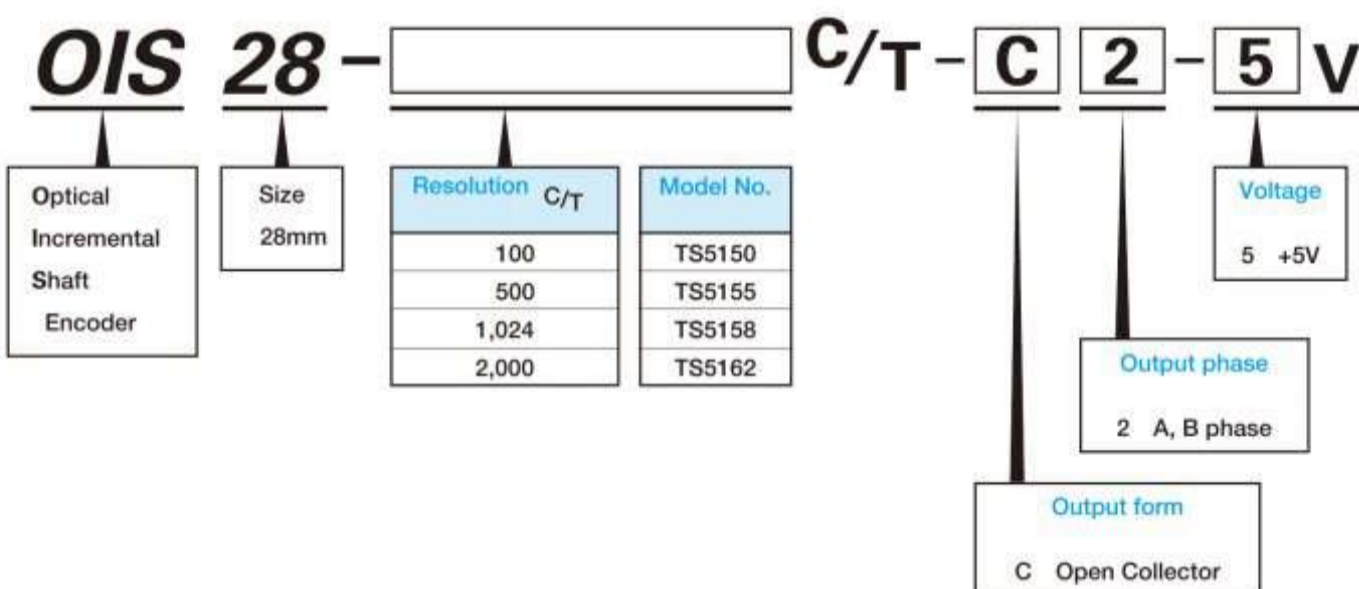 OIS 28 - C/T - C 2 - 5 V
Optical
Incremental
Shaft
Encoder
Size
28mm
Resolution C/T
100
500
1,024
2,000
Model No.
TS5150
TS5155
TS5158
TS5162
Voltage
5 +5V
Output phase
2 A, B phase
Output form
C Open Collector